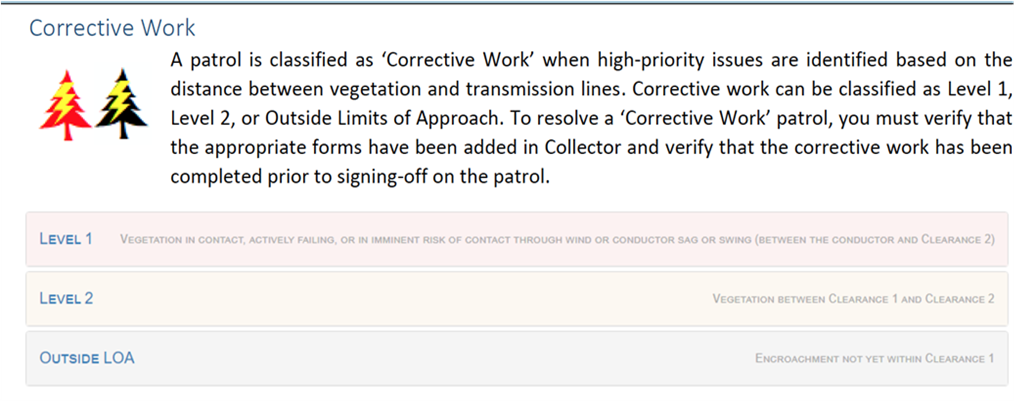 Corrective Work
A patrol is classified as ‘Corrective Work’ when high-priority issues are identified based on the
distance between vegetation and transmission lines. Corrective work can be classified as Level 1,
Level 2, or Outside Limits of Approach. To resolve a ‘Corrective Work’ patrol, you must verify that
the appropriate forms have been added in Collector and verify that the corrective work has been
completed prior to signing-off on the patrol.
Level 1 Vegetation in contact, actively failing, or in imminent risk of contact through wind or conductor sag or swing (between the conductor and Clearance 2)
Level 2 Vegetation between Clearance 1 and Clearance 2
Outside LOA Encroachment not yet within Clearance 1